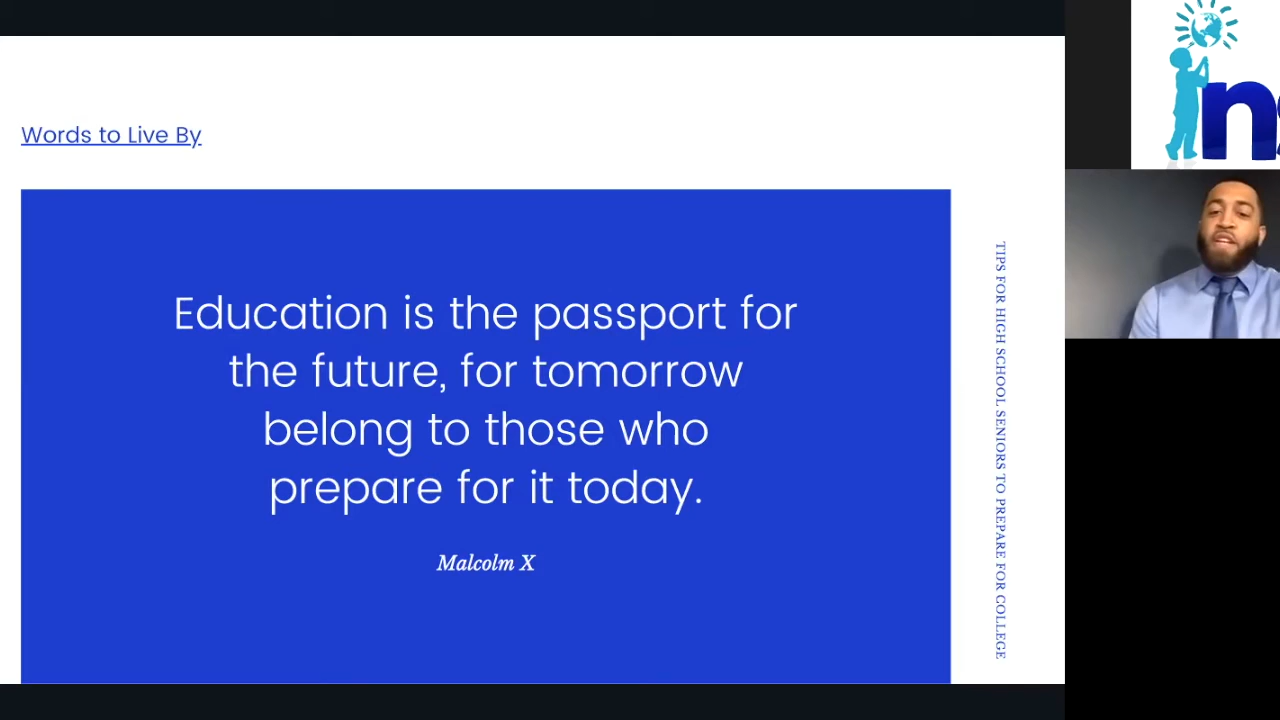 Words to Live By
Education is the passport for
the future, for tomorrow
belong to those who
prepare for it today.
Malcolm X
TIPS FOR HIGH SCHOOL SENIORS TO PREPARE FOR COLLEGE